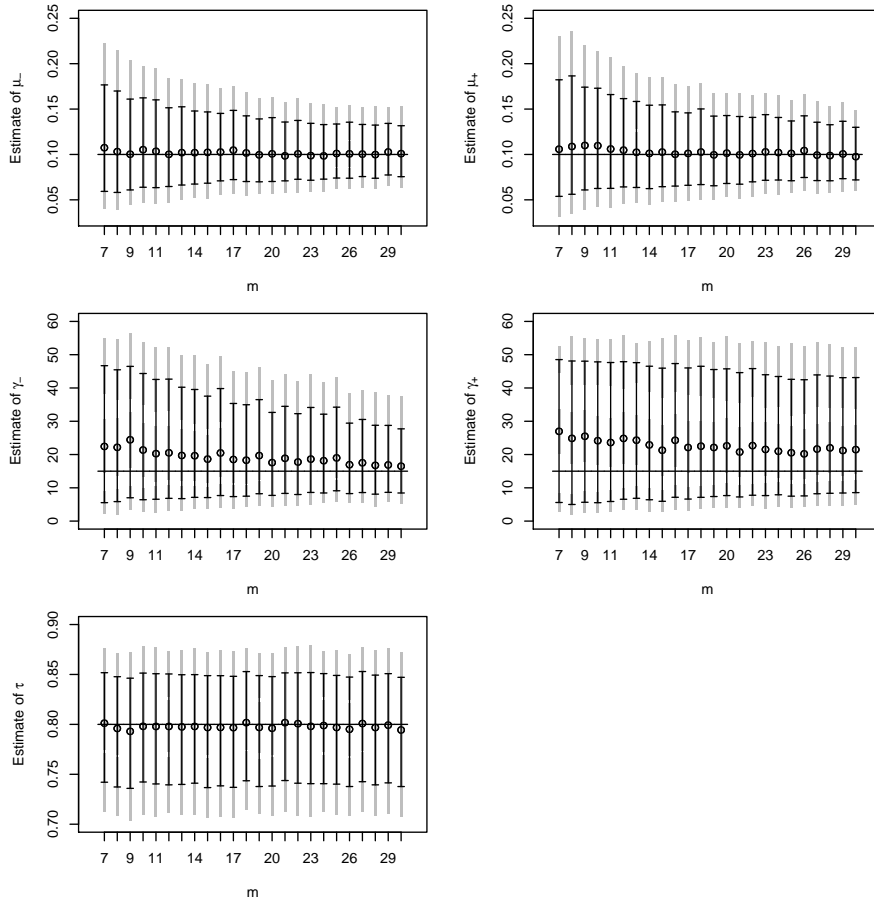 Estimate of μ₋
0.05 0.10 0.15 0.20 0.25
7 9 11 14 17 20 23 26 29
m
Estimate of μ₊
0.05 0.10 0.15 0.20 0.25
7 9 11 14 17 20 23 26 29
m
Estimate of γ₋
0 10 20 30 40 50 60
7 9 11 14 17 20 23 26 29
m
Estimate of γ₊
0 10 20 30 40 50 60
7 9 11 14 17 20 23 26 29
m
Estimate of τ
0.70 0.75 0.80 0.85 0.90
7 9 11 14 17 20 23 26 29
m